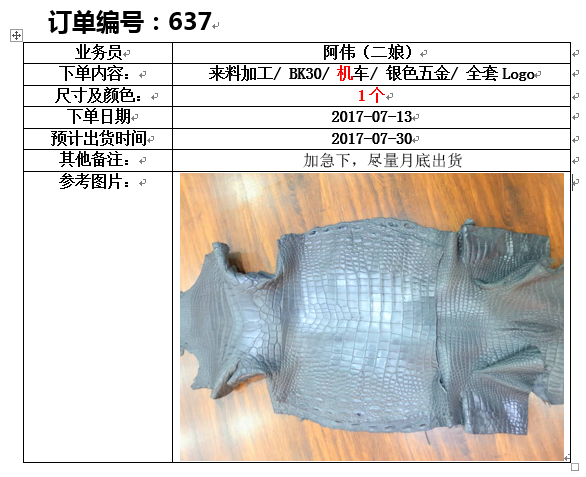 订单编号：637
业务员 阿伟（二娘）
下单内容： 来料加工/ BK30/ 机车/ 银色五金/ 全套 Logo
尺寸及颜色： 1 个
下单日期 2017-07-13
预计出货时间 2017-07-30
其他备注： 加急下，尽量月底出货
参考图片：